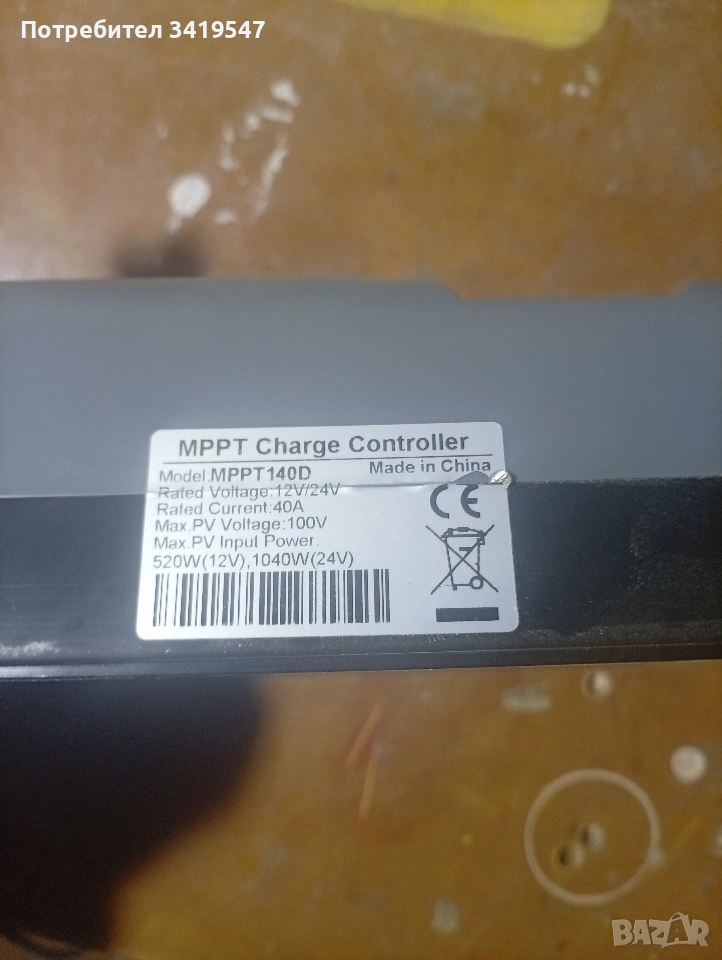 Потребител 3419547
MPPT Charge Controller
Model:MPPT140D Made in China
Rated Voltage:12V/24V
Rated Current:40A
Max.PV Voltage:100V
Max.PV Input Power:
520W(12V),1040W(24V)
CE
BAZAR